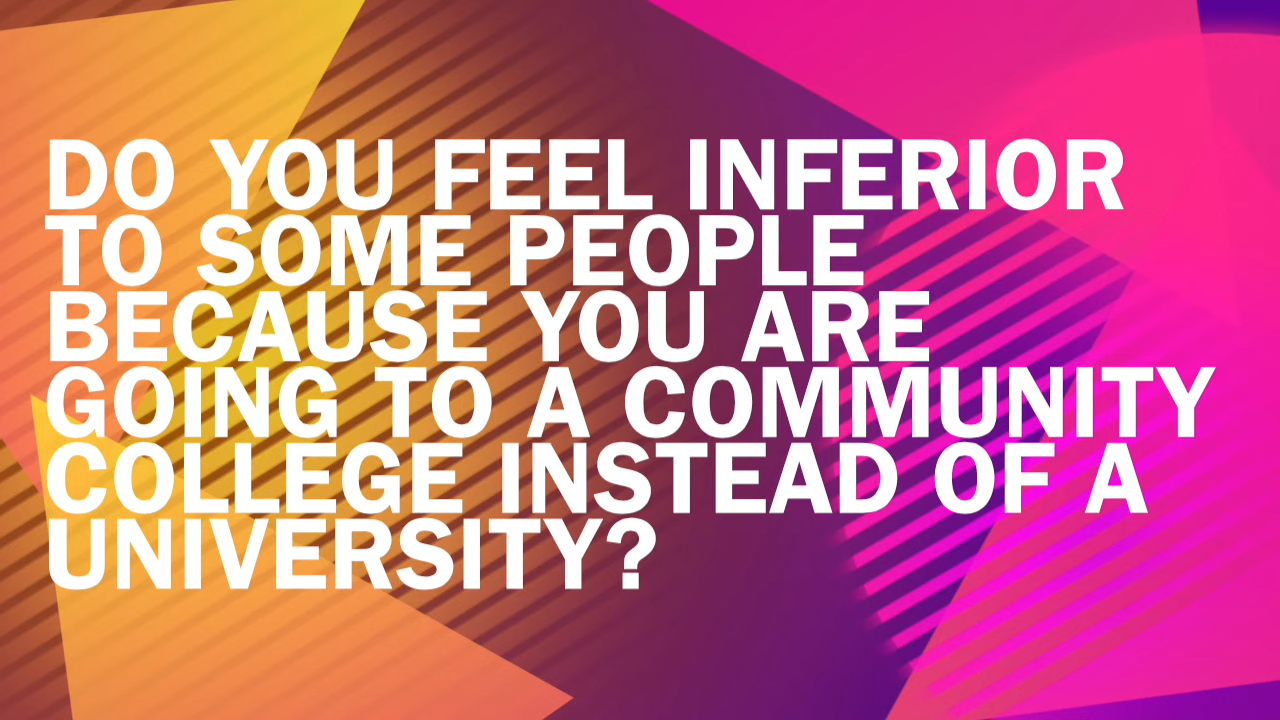 DO YOU FEEL INFERIOR
TO SOME PEOPLE
BECAUSE YOU ARE
GOING TO A COMMUNITY
COLLEGE INSTEAD OF A
UNIVERSITY?